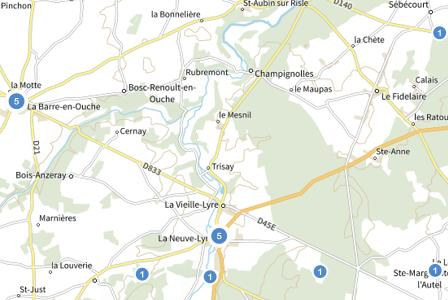 Pinchon
la Bonnelière
St-Aubin sur Risle
D140
Sébécourt
1
la Chète
Rubremont
Champignolles
la Motte
5
Bosc-Renoult-en-
Ouche
le Maupas
Calais
Le Fidelaire
La Barre-en-Ouche
le Mesnil
les Ratou
Cernay
D21
Ste-Anne
D833
Trisay
Bois-Anzeray
La Vieille-Lyre
Marnières
D45E
La Neuve-Lyr
5
la Louverie
1
1
1
1
Ste-Marg
l'Autel
St-Just